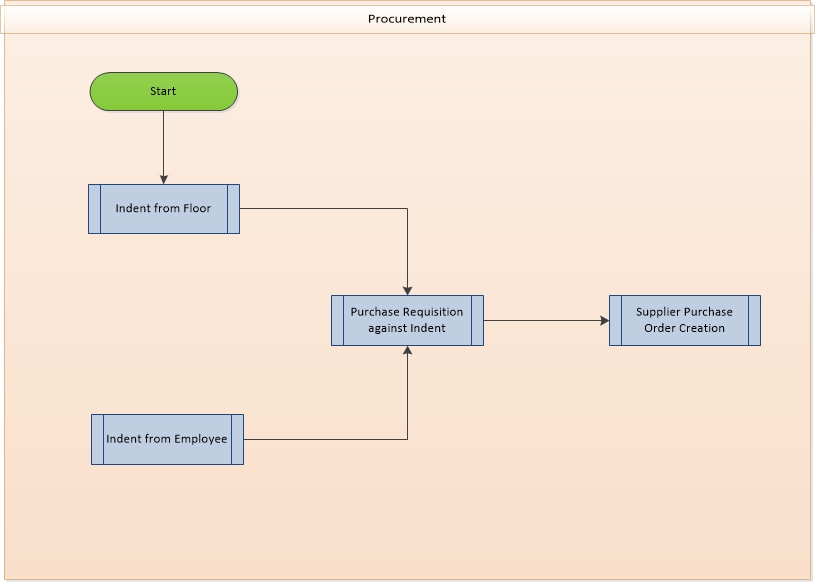 Procurement
Start
Indent from Floor
Purchase Requisition
against Indent
Supplier Purchase
Order Creation
Indent from Employee